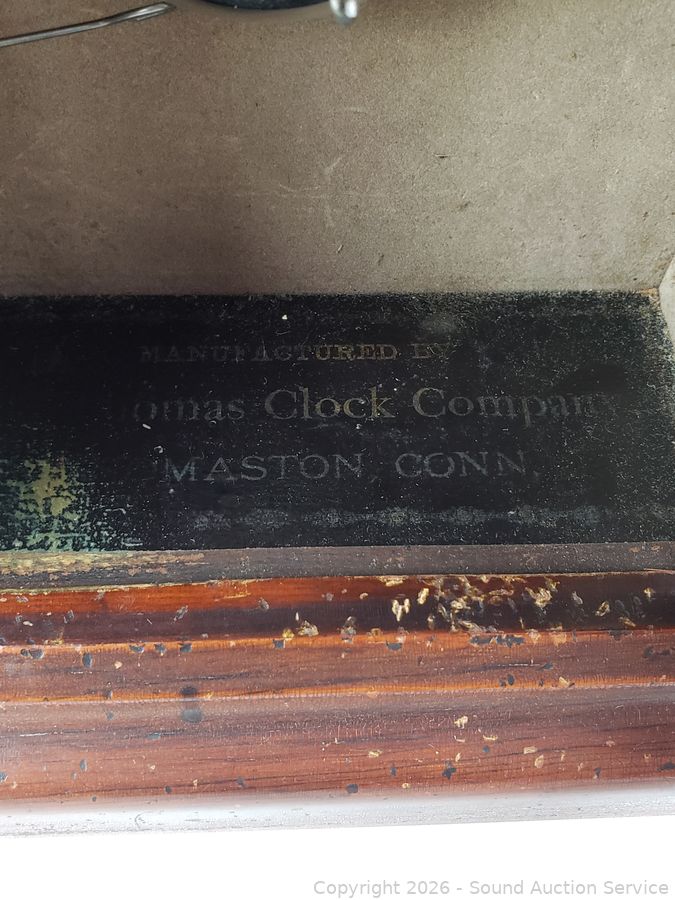 MANUFACTURED BY
omas Clock Company
MASTON, CONN.
Copyright 2026 - Sound Auction Service